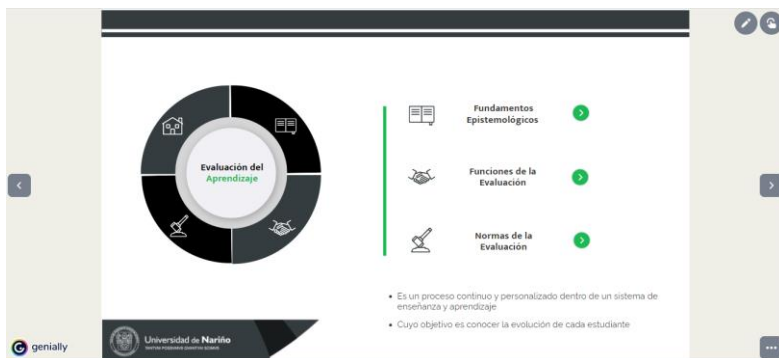 Evaluación del
Aprendizaje
Fundamentos
Epistemológicos
Funciones de la
Evaluación
Normas de la
Evaluación
• Es un proceso continuo y personalizado dentro de un sistema de
enseñanza y aprendizaje
• Cuyo objetivo es conocer la evolución de cada estudiante
Universidad de Nariño
genially